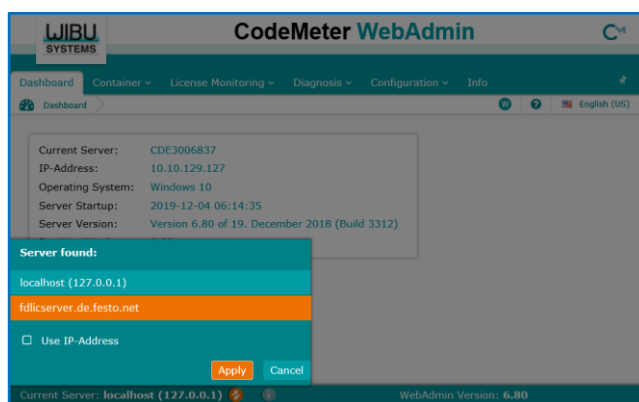 WIBU
SYSTEMS
CodeMeter WebAdmin
Dashboard Container License Monitoring Diagnosis Configuration Info
Dashboard
W ? English (US)
Current Server: CDE3006837
IP-Address: 10.10.129.127
Operating System: Windows 10
Server Startup: 2019-12-04 06:14:35
Server Version: Version 6.80 of 19. December 2018 (Build 3312)
Server found:
localhost (127.0.0.1)
fdlicserver.de.festo.net
Use IP-Address
Apply Cancel
Current Server: localhost (127.0.0.1) WebAdmin Version: 6.80